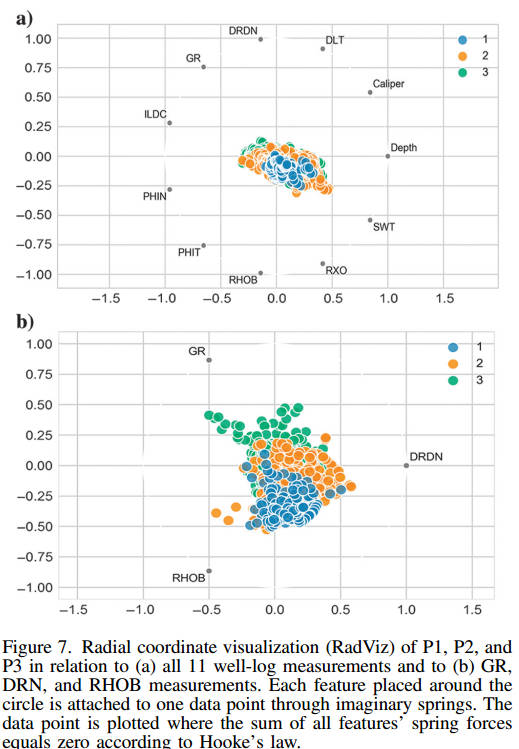 a)
DRDN
1.00
DLT
1
GR
2
0.75
3
Caliper
0.50
ILDC
0.25
0.00
Depth
−0.25
PHIN
−0.50
SWT
−0.75
PHIT
−1.00
RHOB
RXO
−1.5 −1.0 −0.5 0.0 0.5 1.0 1.5
b)
1.00
1
GR
2
0.75
3
0.50
0.25
DRDN
0.00
−0.25
−0.50
−0.75
RHOB
−1.00
−1.5 −1.0 −0.5 0.0 0.5 1.0 1.5
Figure 7. Radial coordinate visualization (RadViz) of P1, P2, and
P3 in relation to (a) all 11 well-log measurements and to (b) GR,
DRN, and RHOB measurements. Each feature placed around the
circle is attached to one data point through imaginary springs. The
data point is plotted where the sum of all features' spring forces
equals zero according to Hooke's law.